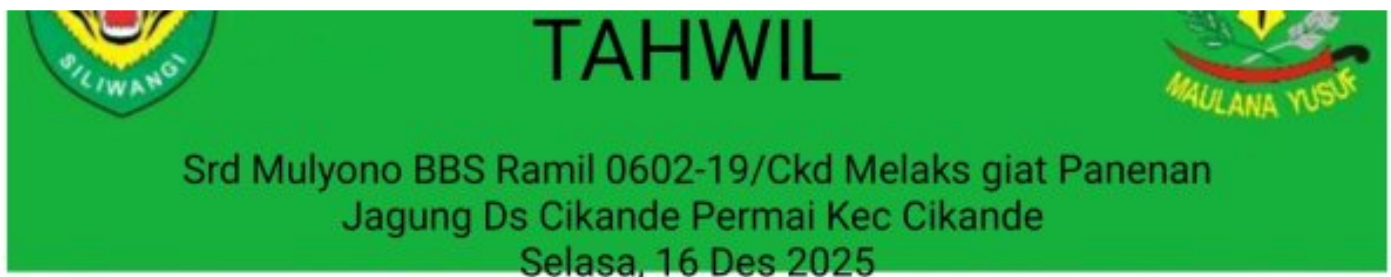 TAHWIL
SILIWANGI
MAULANA YUSUF
Srd Mulyono BBS Ramil 0602-19/Ckd Melaks giat Panenan
Jagung Ds Cikande Permai Kec Cikande
Selasa, 16 Des 2025